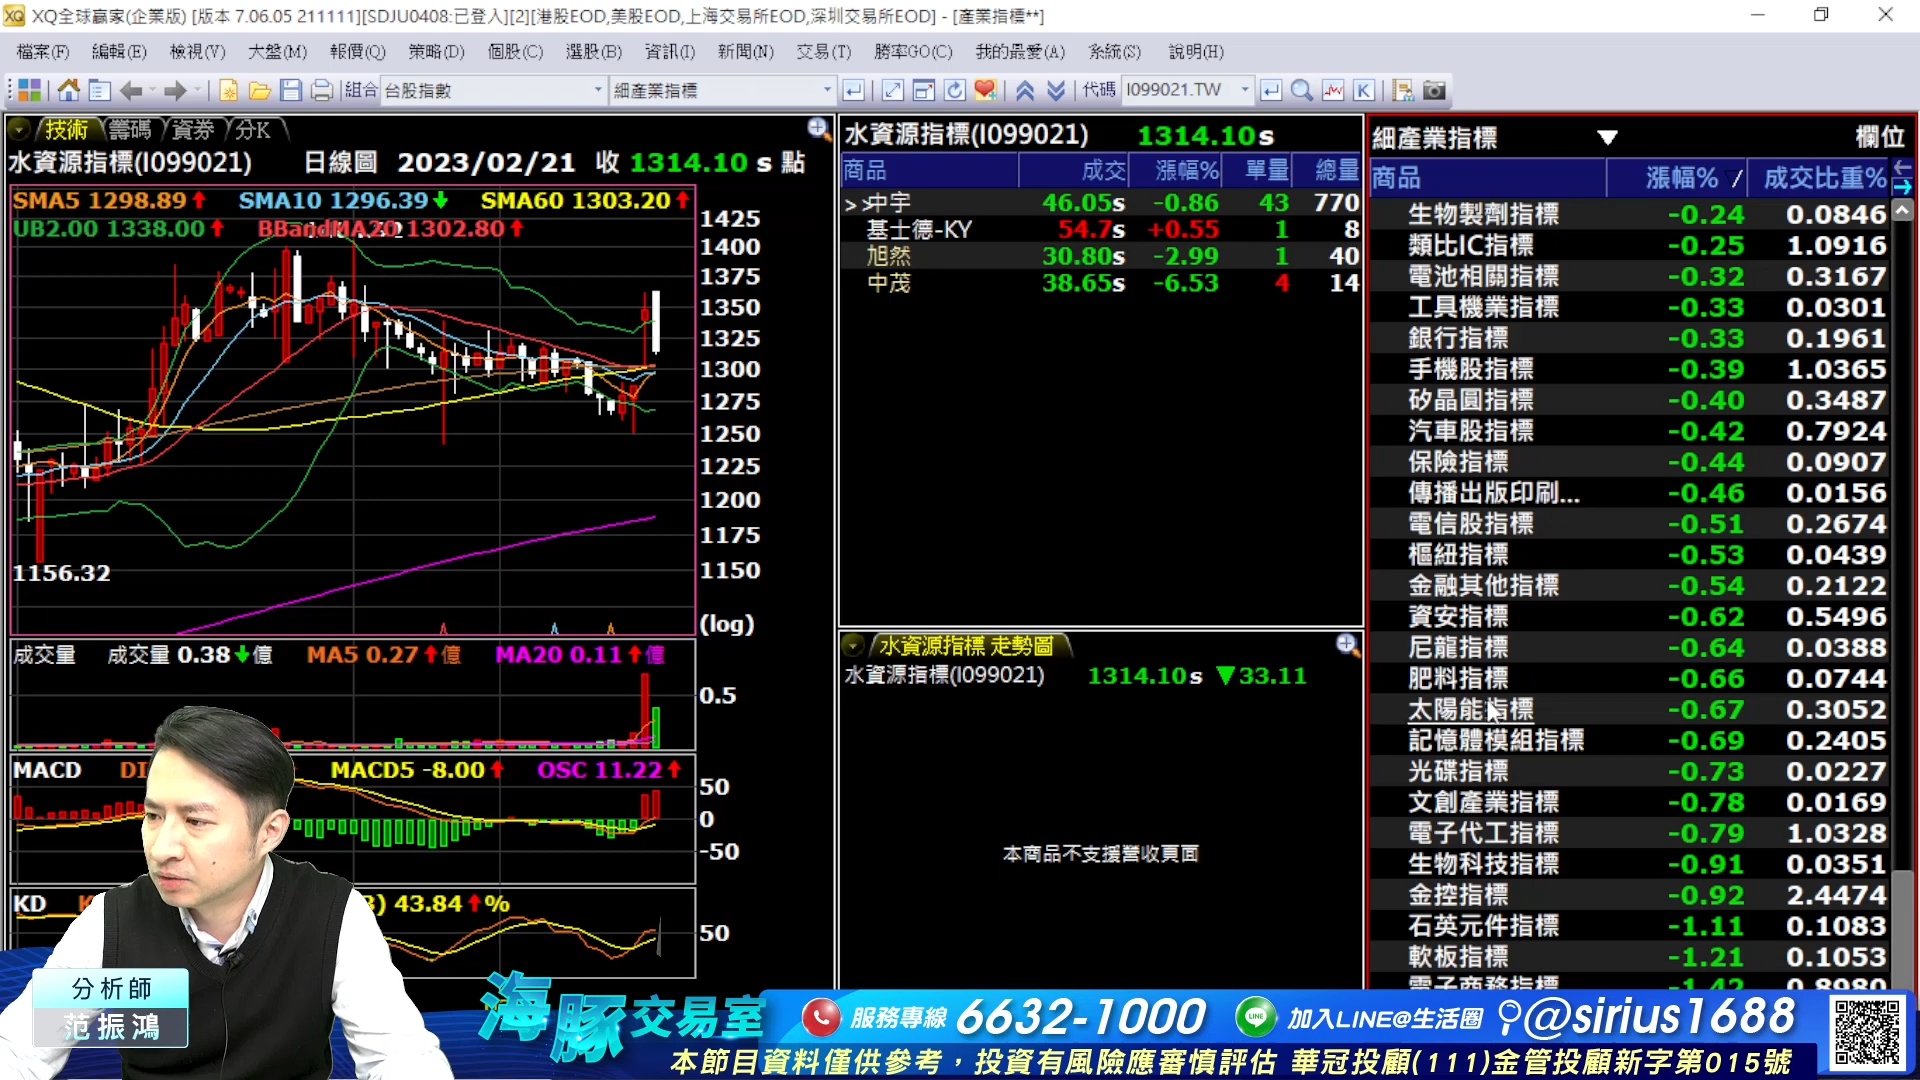 XQ全球贏家(企業版) [版本 7.06.05 211111][SDJU0408:已登入][2][港股EOD,美股EOD,上海交易所EOD,深圳交易所EOD] - [產業指標**]
檔案(F) 編輯(E) 檢視(V) 大盤(M) 報價(Q) 策略(D) 個股(C) 選股(B) 資訊(I) 新聞(N) 交易(T) 勝率GO(C) 我的最愛(A) 系統(S) 說明(H)
組合 台股指數 細產業指標 代碼 I099021.TW
技術 籌碼 資券 分K
水資源指標(I099021) 日線圖 2023/02/21 收 1314.10 s 點
SMA5 1298.89 SMA10 1296.39 SMA60 1303.20
UB2.00 1338.00 BBandMA20 1302.80
1425
1400
1375
1350
1325
1300
1275
1250
1225
1200
1175
1150
1156.32
(log)
成交量 成交量 0.38 億 MA5 0.27 億 MA20 0.11 億
0.5
MACD MACD5 -8.00 OSC 11.22
50
0
-50
KD 43.84 %
50
水資源指標(I099021) 1314.10 s
商品 成交 漲幅% 單量 總量
>> 中宇 46.05s -0.86 43 770
基士德-KY 54.7s +0.55 1 8
旭然 30.80s -2.99 1 40
中茂 38.65s -6.53 4 14
水資源指標 走勢圖
水資源指標(I099021) 1314.10 s ▼33.11
本商品不支援營收頁面
細產業指標 ▼ 欄位
商品 漲幅% 成交比重%
生物製劑指標 -0.24 0.0846
類比IC指標 -0.25 1.0916
電池相關指標 -0.32 0.3167
工具機業指標 -0.33 0.0301
銀行指標 -0.33 0.1961
手機股指標 -0.39 1.0365
矽晶圓指標 -0.40 0.3487
汽車股指標 -0.42 0.7924
保險指標 -0.44 0.0907
傳播出版印刷... -0.46 0.0156
電信股指標 -0.51 0.2674
樞紐指標 -0.53 0.0439
金融其他指標 -0.54 0.2122
資安指標 -0.62 0.5496
尼龍指標 -0.64 0.0388
肥料指標 -0.66 0.0744
太陽能指標 -0.67 0.3052
記憶體模組指標 -0.69 0.2405
光碟指標 -0.73 0.0227
文創產業指標 -0.78 0.0169
電子代工指標 -0.79 1.0328
生物科技指標 -0.91 0.0351
金控指標 -0.92 2.4474
石英元件指標 -1.11 0.1083
軟板指標 -1.21 0.1053
電子商務指標 -1.42 0.8980
分析師
范振鴻
海豚交易室 服務專線 6632-1000 LINE 加入LINE@生活圈 @sirius1688
本節目資料僅供參考，投資有風險應審慎評估 華冠投顧(111)金管投顧新字第015號